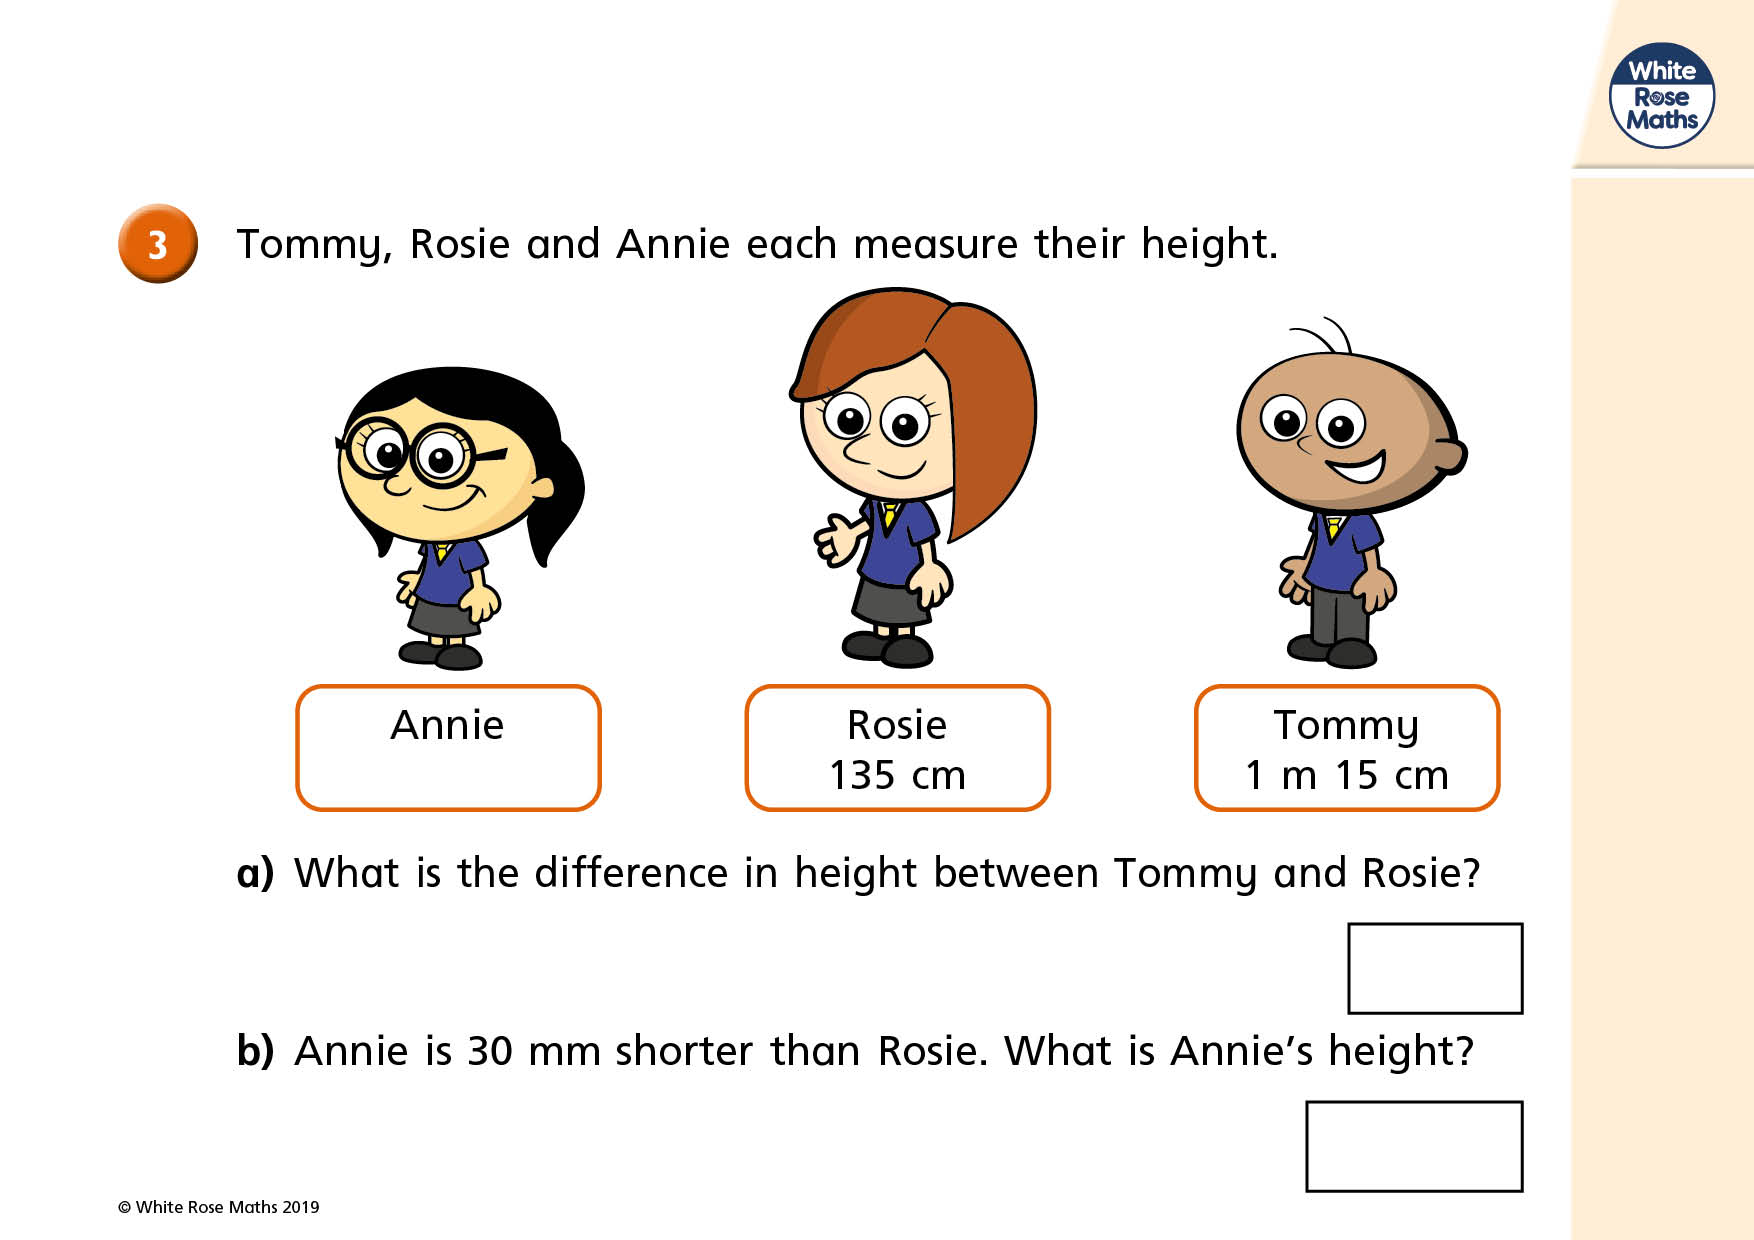 White
Rose
Maths
3 Tommy, Rosie and Annie each measure their height.
Annie
Rosie
135 cm
Tommy
1 m 15 cm
a) What is the difference in height between Tommy and Rosie?
b) Annie is 30 mm shorter than Rosie. What is Annie’s height?
© White Rose Maths 2019